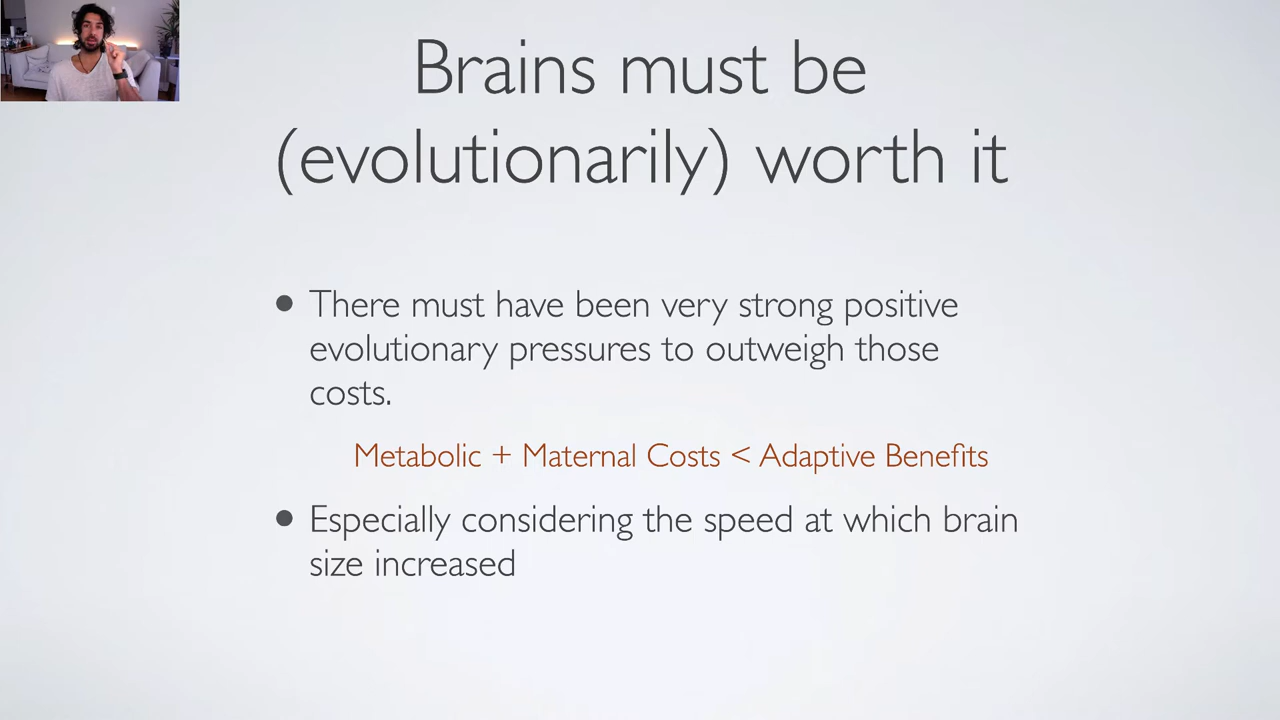 Brains must be
(evolutionarily) worth it
• There must have been very strong positive
evolutionary pressures to outweigh those
costs.
Metabolic + Maternal Costs < Adaptive Benefits
• Especially considering the speed at which brain
size increased